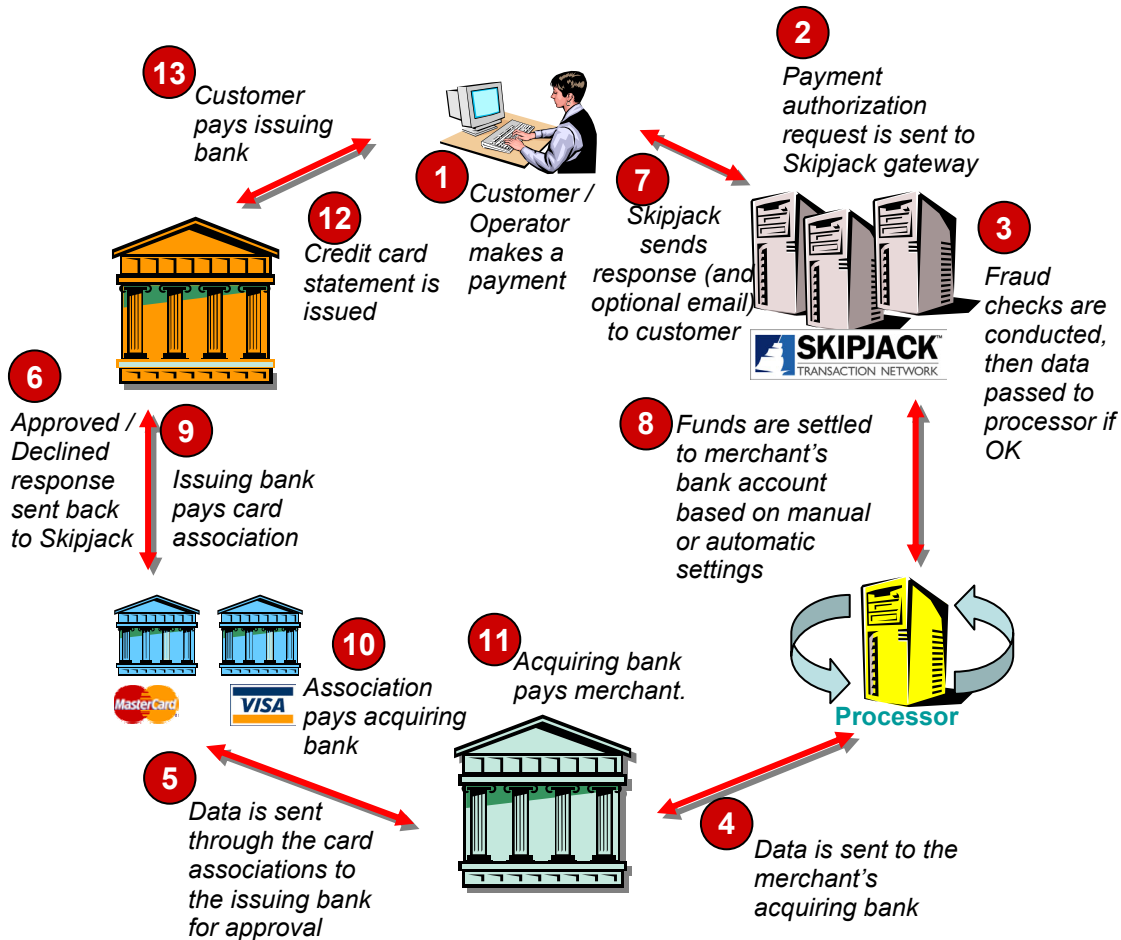 1
Customer /
Operator
makes a
payment
2
Payment
authorization
request is sent to
Skipjack gateway
3
Fraud
checks are
conducted,
then data
passed to
processor if
OK
SKIPJACK™
TRANSACTION NETWORK
Processor
4
Data is sent to the
merchant's
acquiring bank
5
Data is sent
through the card
associations to
the issuing bank
for approval
MasterCard
VISA
6
Approved /
Declined
response
sent back
to Skipjack
7
Skipjack
sends
response (and
optional email)
to customer
8
Funds are settled
to merchant's
bank account
based on manual
or automatic
settings
9
Issuing bank
pays card
association
10
Association
pays acquiring
bank
11
Acquiring bank
pays merchant.
12
Credit card
statement is
issued
13
Customer
pays issuing
bank